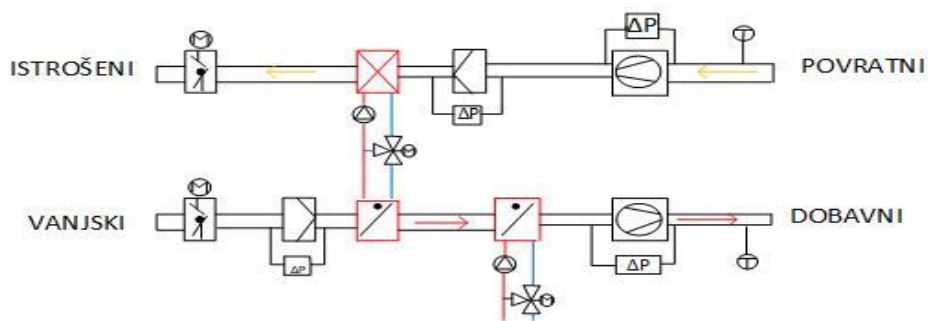 M
ΔP
T
ISTROŠENI
POVRATNI
ΔP
M
M
VANJSKI
DOBAVNI
ΔP
ΔP
T
M